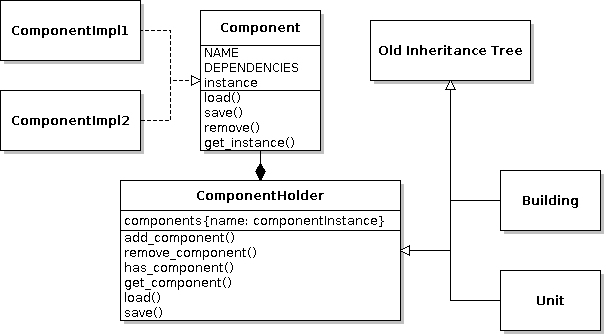 ComponentImpl1
ComponentImpl2
Component
NAME
DEPENDENCIES
instance
load()
save()
remove()
get_instance()
Old Inheritance Tree
ComponentHolder
components{name: componentInstance}
add_component()
remove_component()
has_component()
get_component()
load()
save()
Building
Unit